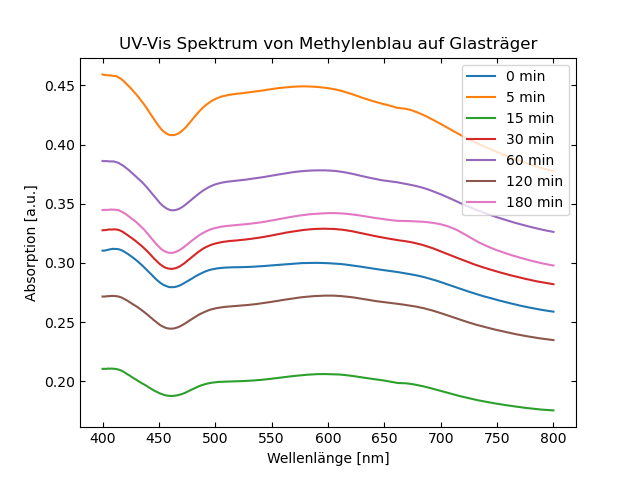 UV-Vis Spektrum von Methylenblau auf Glasträger
0 min
5 min
15 min
30 min
60 min
120 min
180 min
Absorption [a.u.]
0.45
0.40
0.35
0.30
0.25
0.20
400 450 500 550 600 650 700 750 800
Wellenlänge [nm]